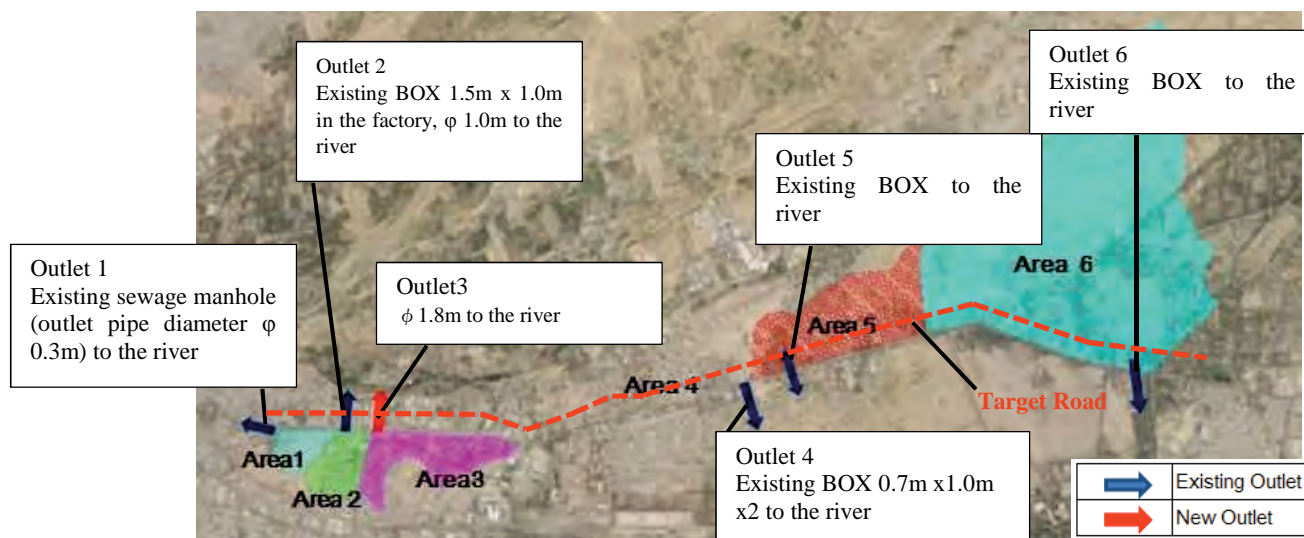 Outlet 2
Existing BOX 1.5m x 1.0m
in the factory, φ 1.0m to the
river
Outlet 6
Existing BOX to the
river
Outlet 5
Existing BOX to the
river
Outlet 1
Existing sewage manhole
(outlet pipe diameter φ
0.3m) to the river
Outlet3
ϕ 1.8m to the river
Area 6
Area 5
Area 4
Target Road
Area1
Area 2
Area3
Outlet 4
Existing BOX 0.7m x1.0m
x2 to the river
Existing Outlet
New Outlet